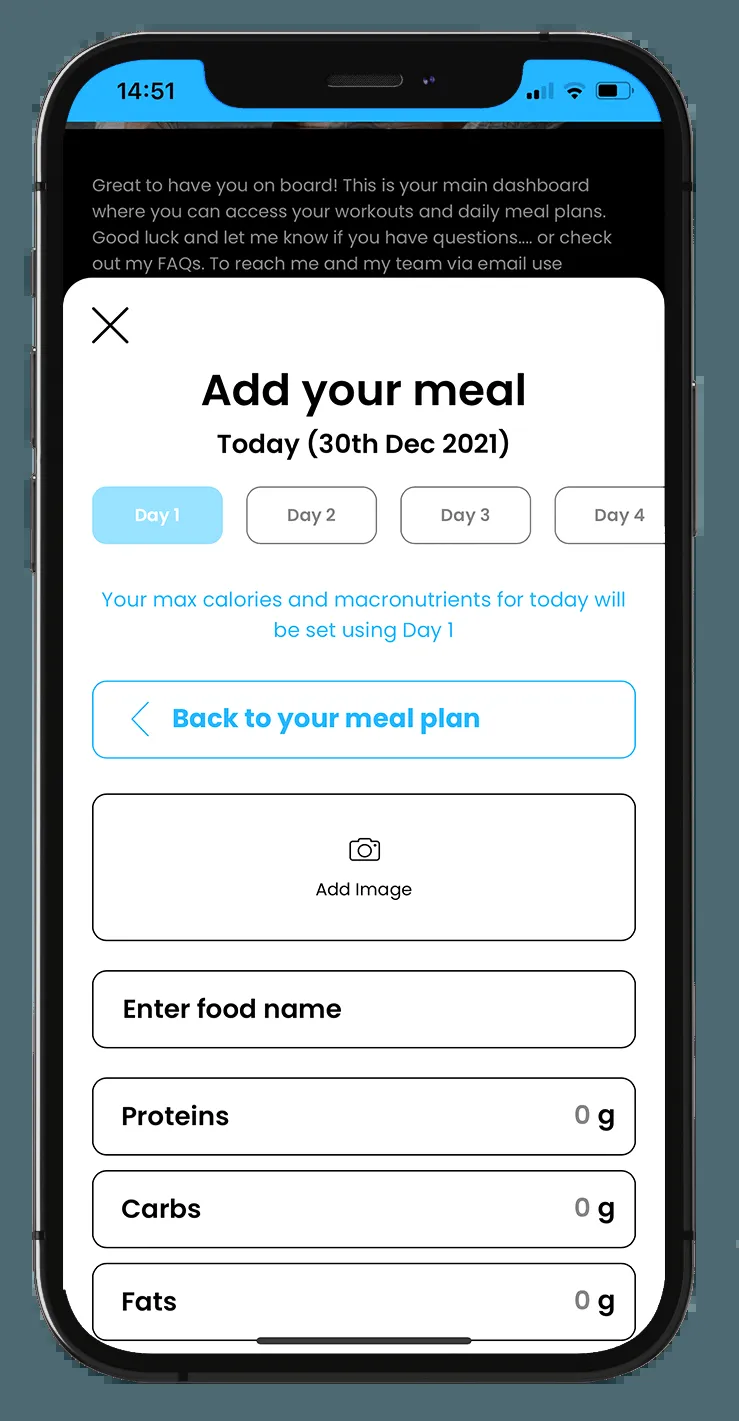 14:51
Great to have you on board! This is your main dashboard
where you can access your workouts and daily meal plans.
Good luck and let me know if you have questions.... or check
out my FAQs. To reach me and my team via email use
Add your meal
Today (30th Dec 2021)
Day 1 Day 2 Day 3 Day 4
Your max calories and macronutrients for today will
be set using Day 1
Back to your meal plan
Add Image
Enter food name
Proteins 0 g
Carbs 0 g
Fats 0 g